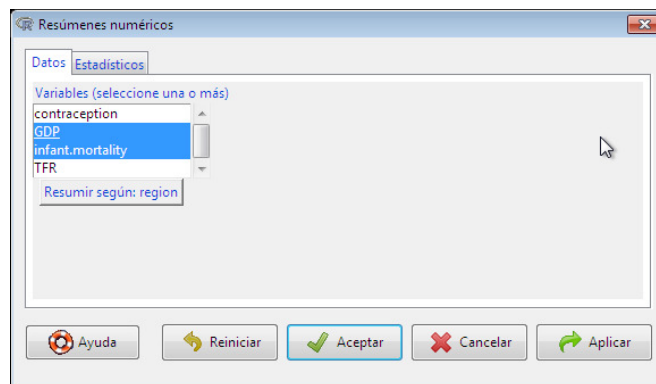 Resúmenes numéricos
Datos Estadísticos
Variables (seleccione una o más)
contraception
GDP
infant.mortality
TFR
Resumir según: region
Ayuda Reiniciar Aceptar Cancelar Aplicar